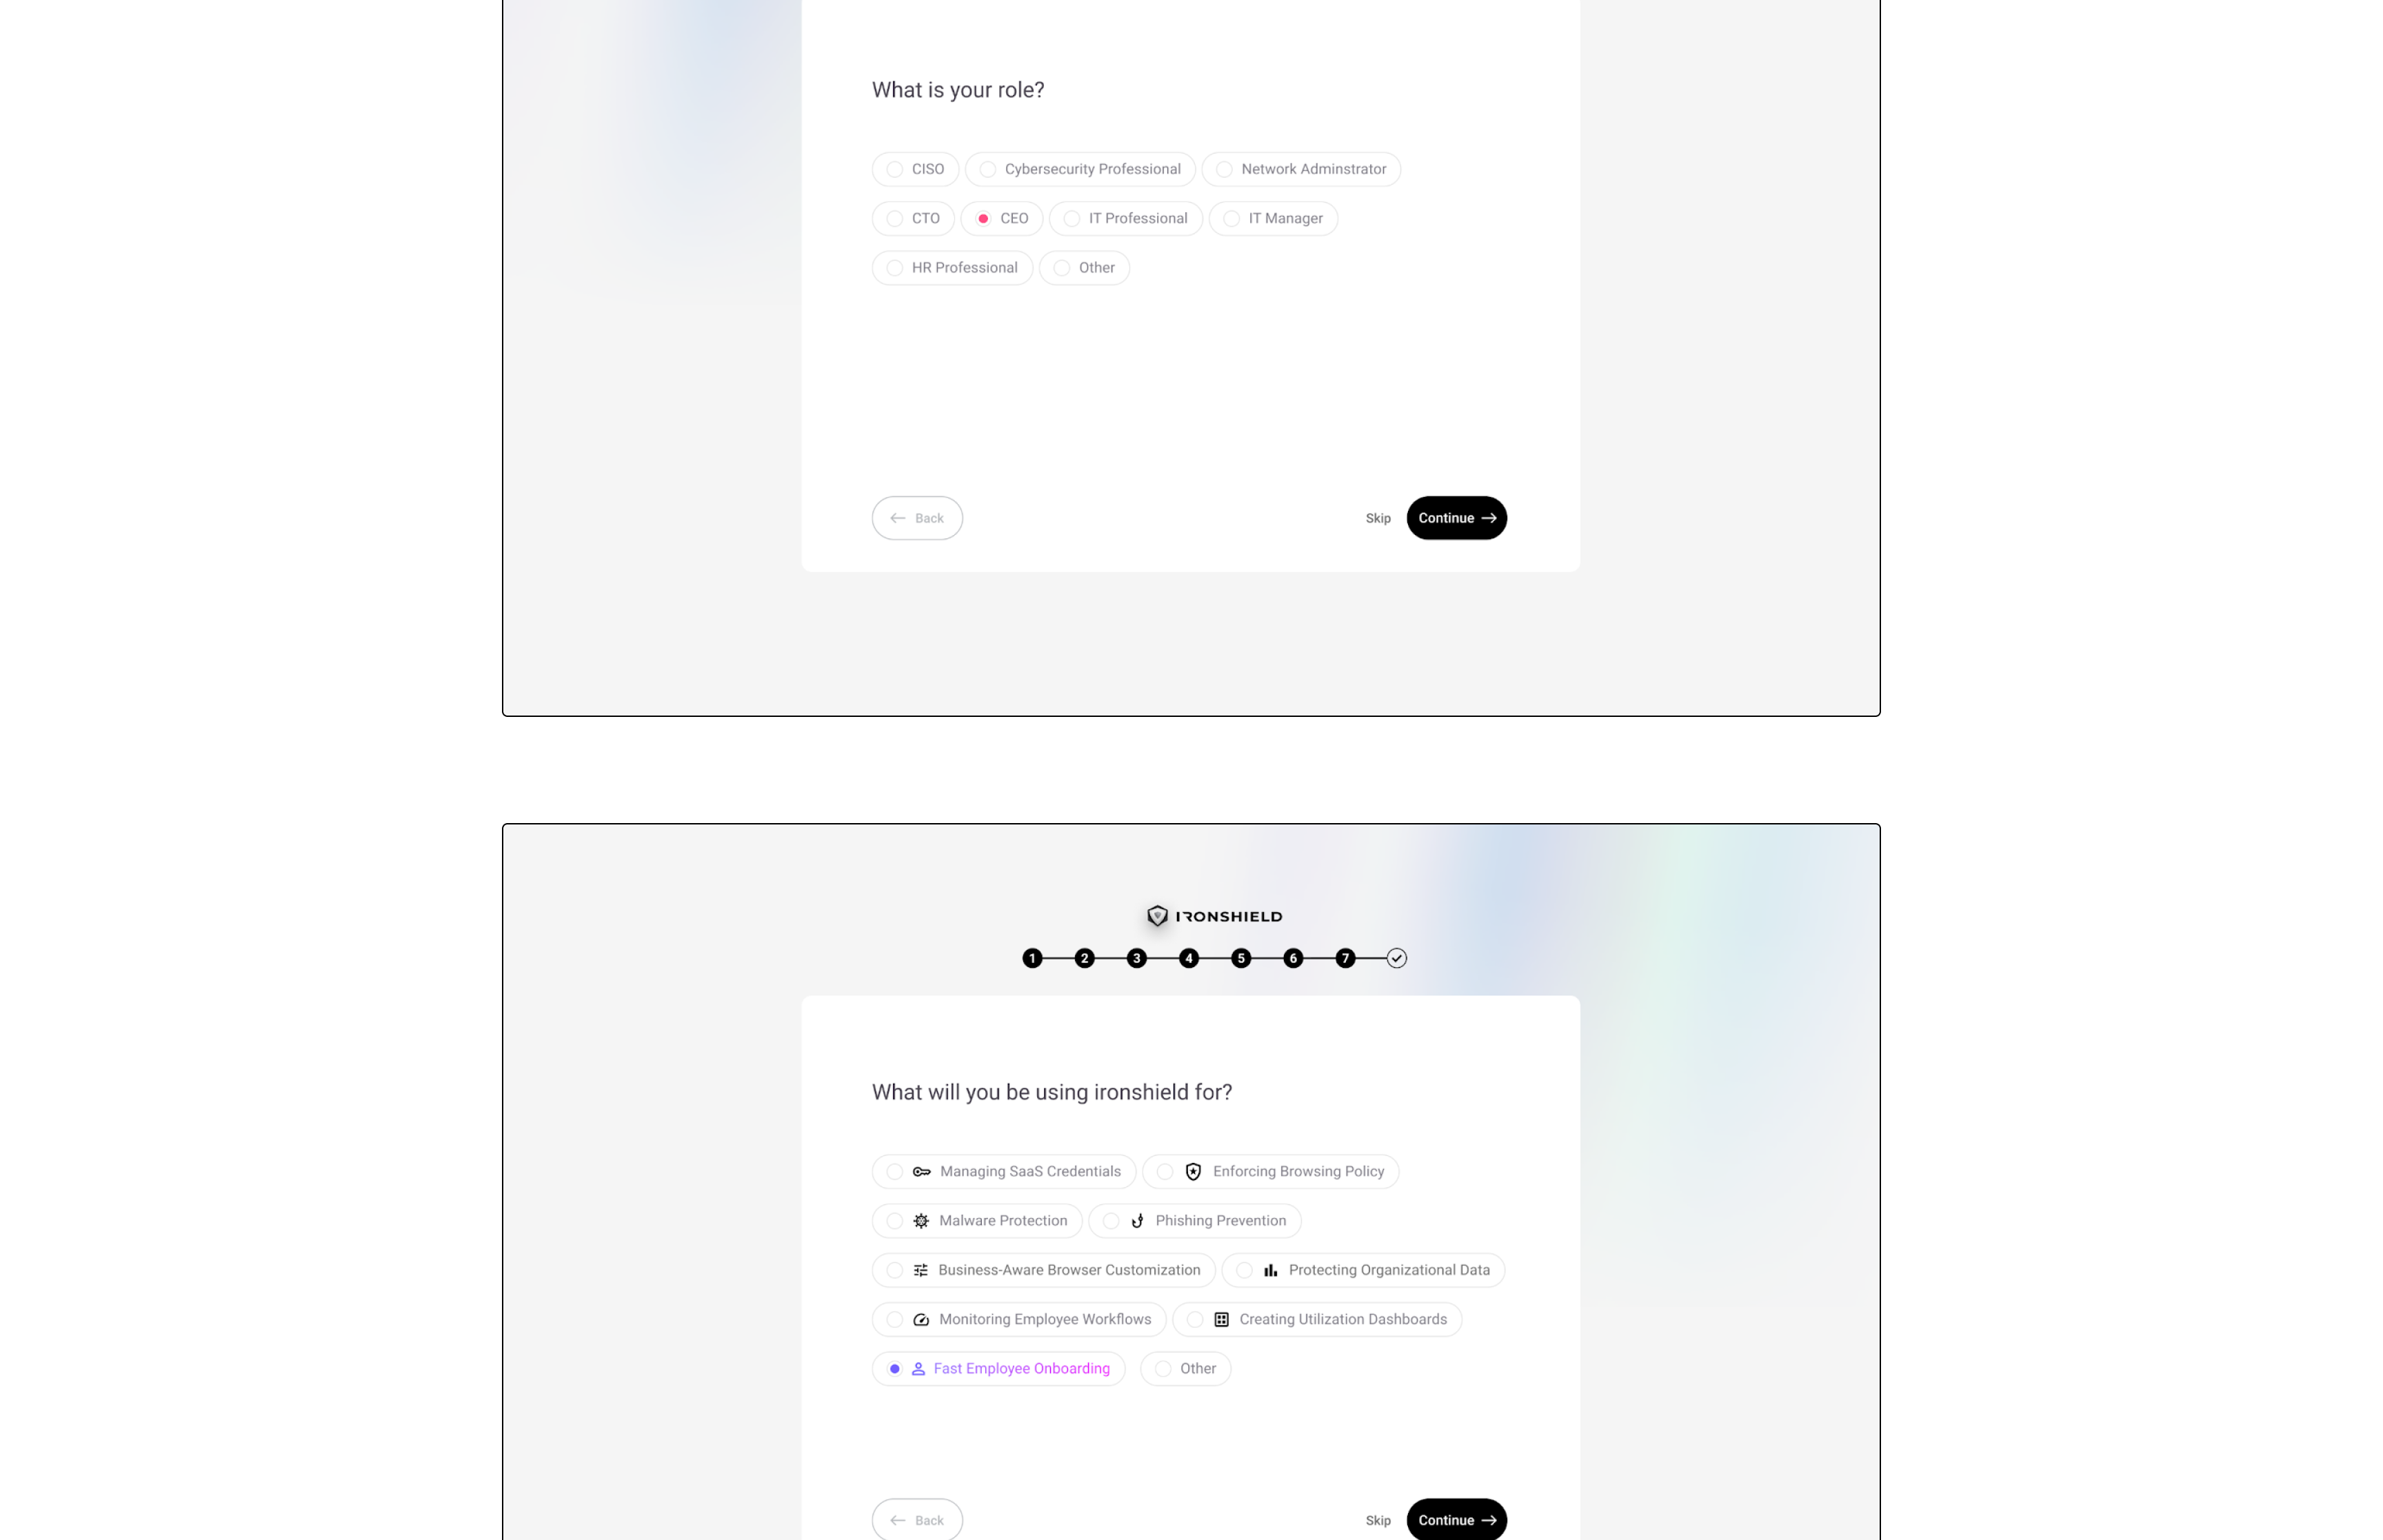 What is your role?
CISO Cybersecurity Professional Network Adminstrator
CTO CEO IT Professional IT Manager
HR Professional Other
Back Skip Continue
IRONSHIELD
1 2 3 4 5 6 7
What will you be using ironshield for?
Managing SaaS Credentials Enforcing Browsing Policy
Malware Protection Phishing Prevention
Business-Aware Browser Customization Protecting Organizational Data
Monitoring Employee Workflows Creating Utilization Dashboards
Fast Employee Onboarding Other
Back Skip Continue